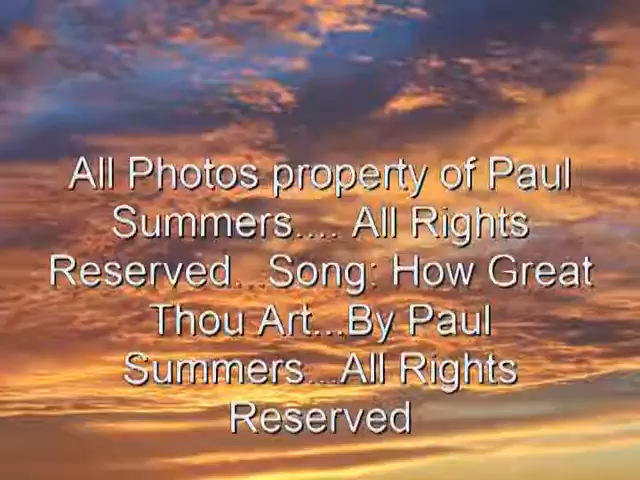 All Photos property of Paul
Summers.... All Rights
Reserved...Song: How Great
Thou Art...By Paul
Summers...All Rights
Reserved